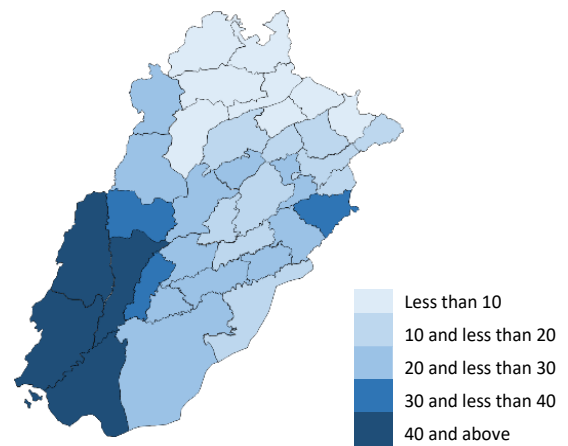 Less than 10
10 and less than 20
20 and less than 30
30 and less than 40
40 and above